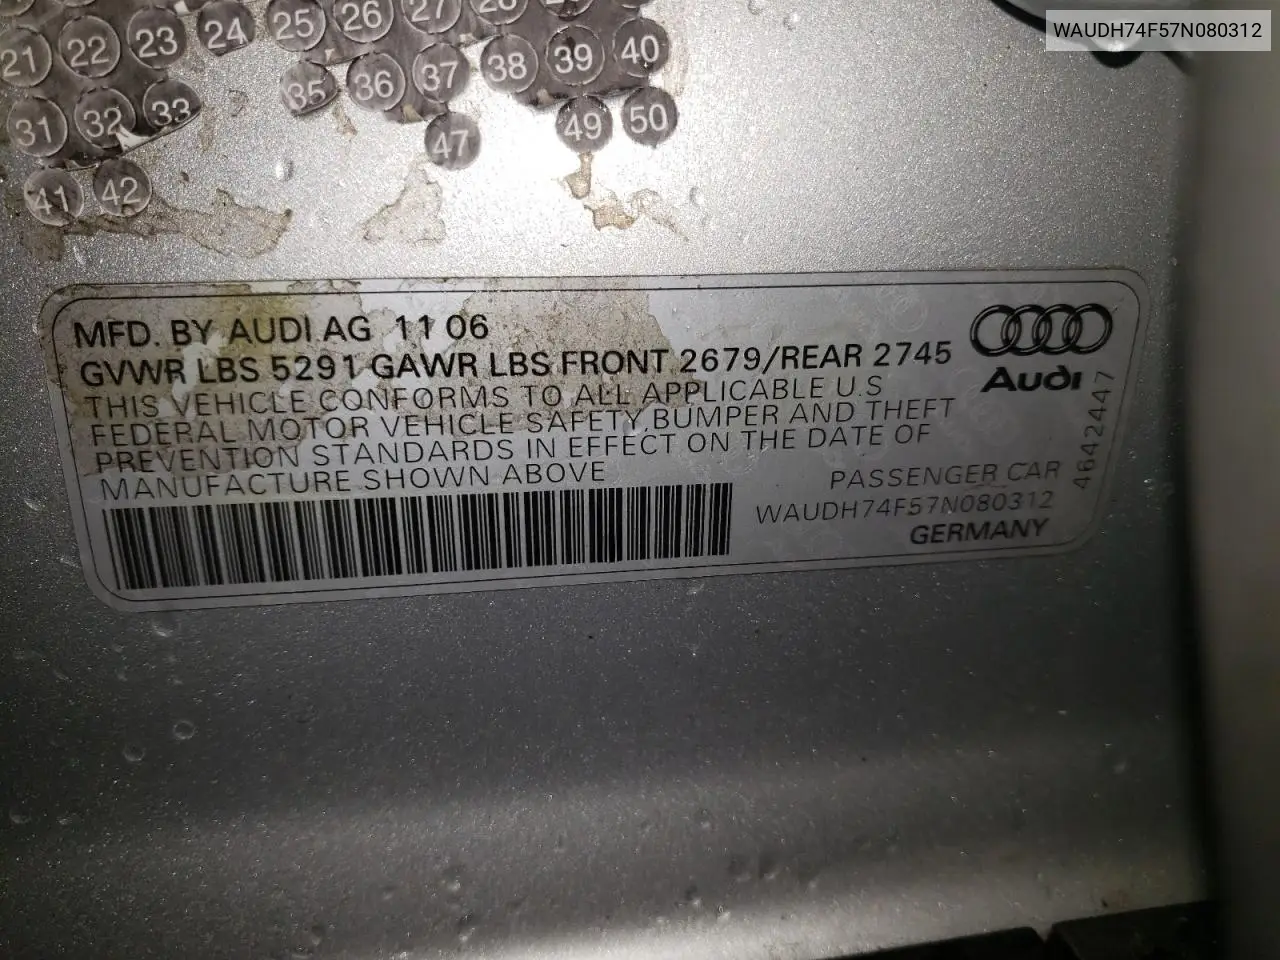 WAUDH74F57N080312
21 22 23 24 25 26 27
31 32 33 35 36 37 38 39 40
41 42 47 49 50
MFD. BY AUDI AG 11 06
GVWR LBS 5291 GAWR LBS FRONT 2679/REAR 2745
THIS VEHICLE CONFORMS TO ALL APPLICABLE U.S
FEDERAL MOTOR VEHICLE SAFETY,BUMPER AND THEFT
PREVENTION STANDARDS IN EFFECT ON THE DATE OF
MANUFACTURE SHOWN ABOVE
Audi
4642447
PASSENGER CAR
WAUDH74F57N080312
GERMANY